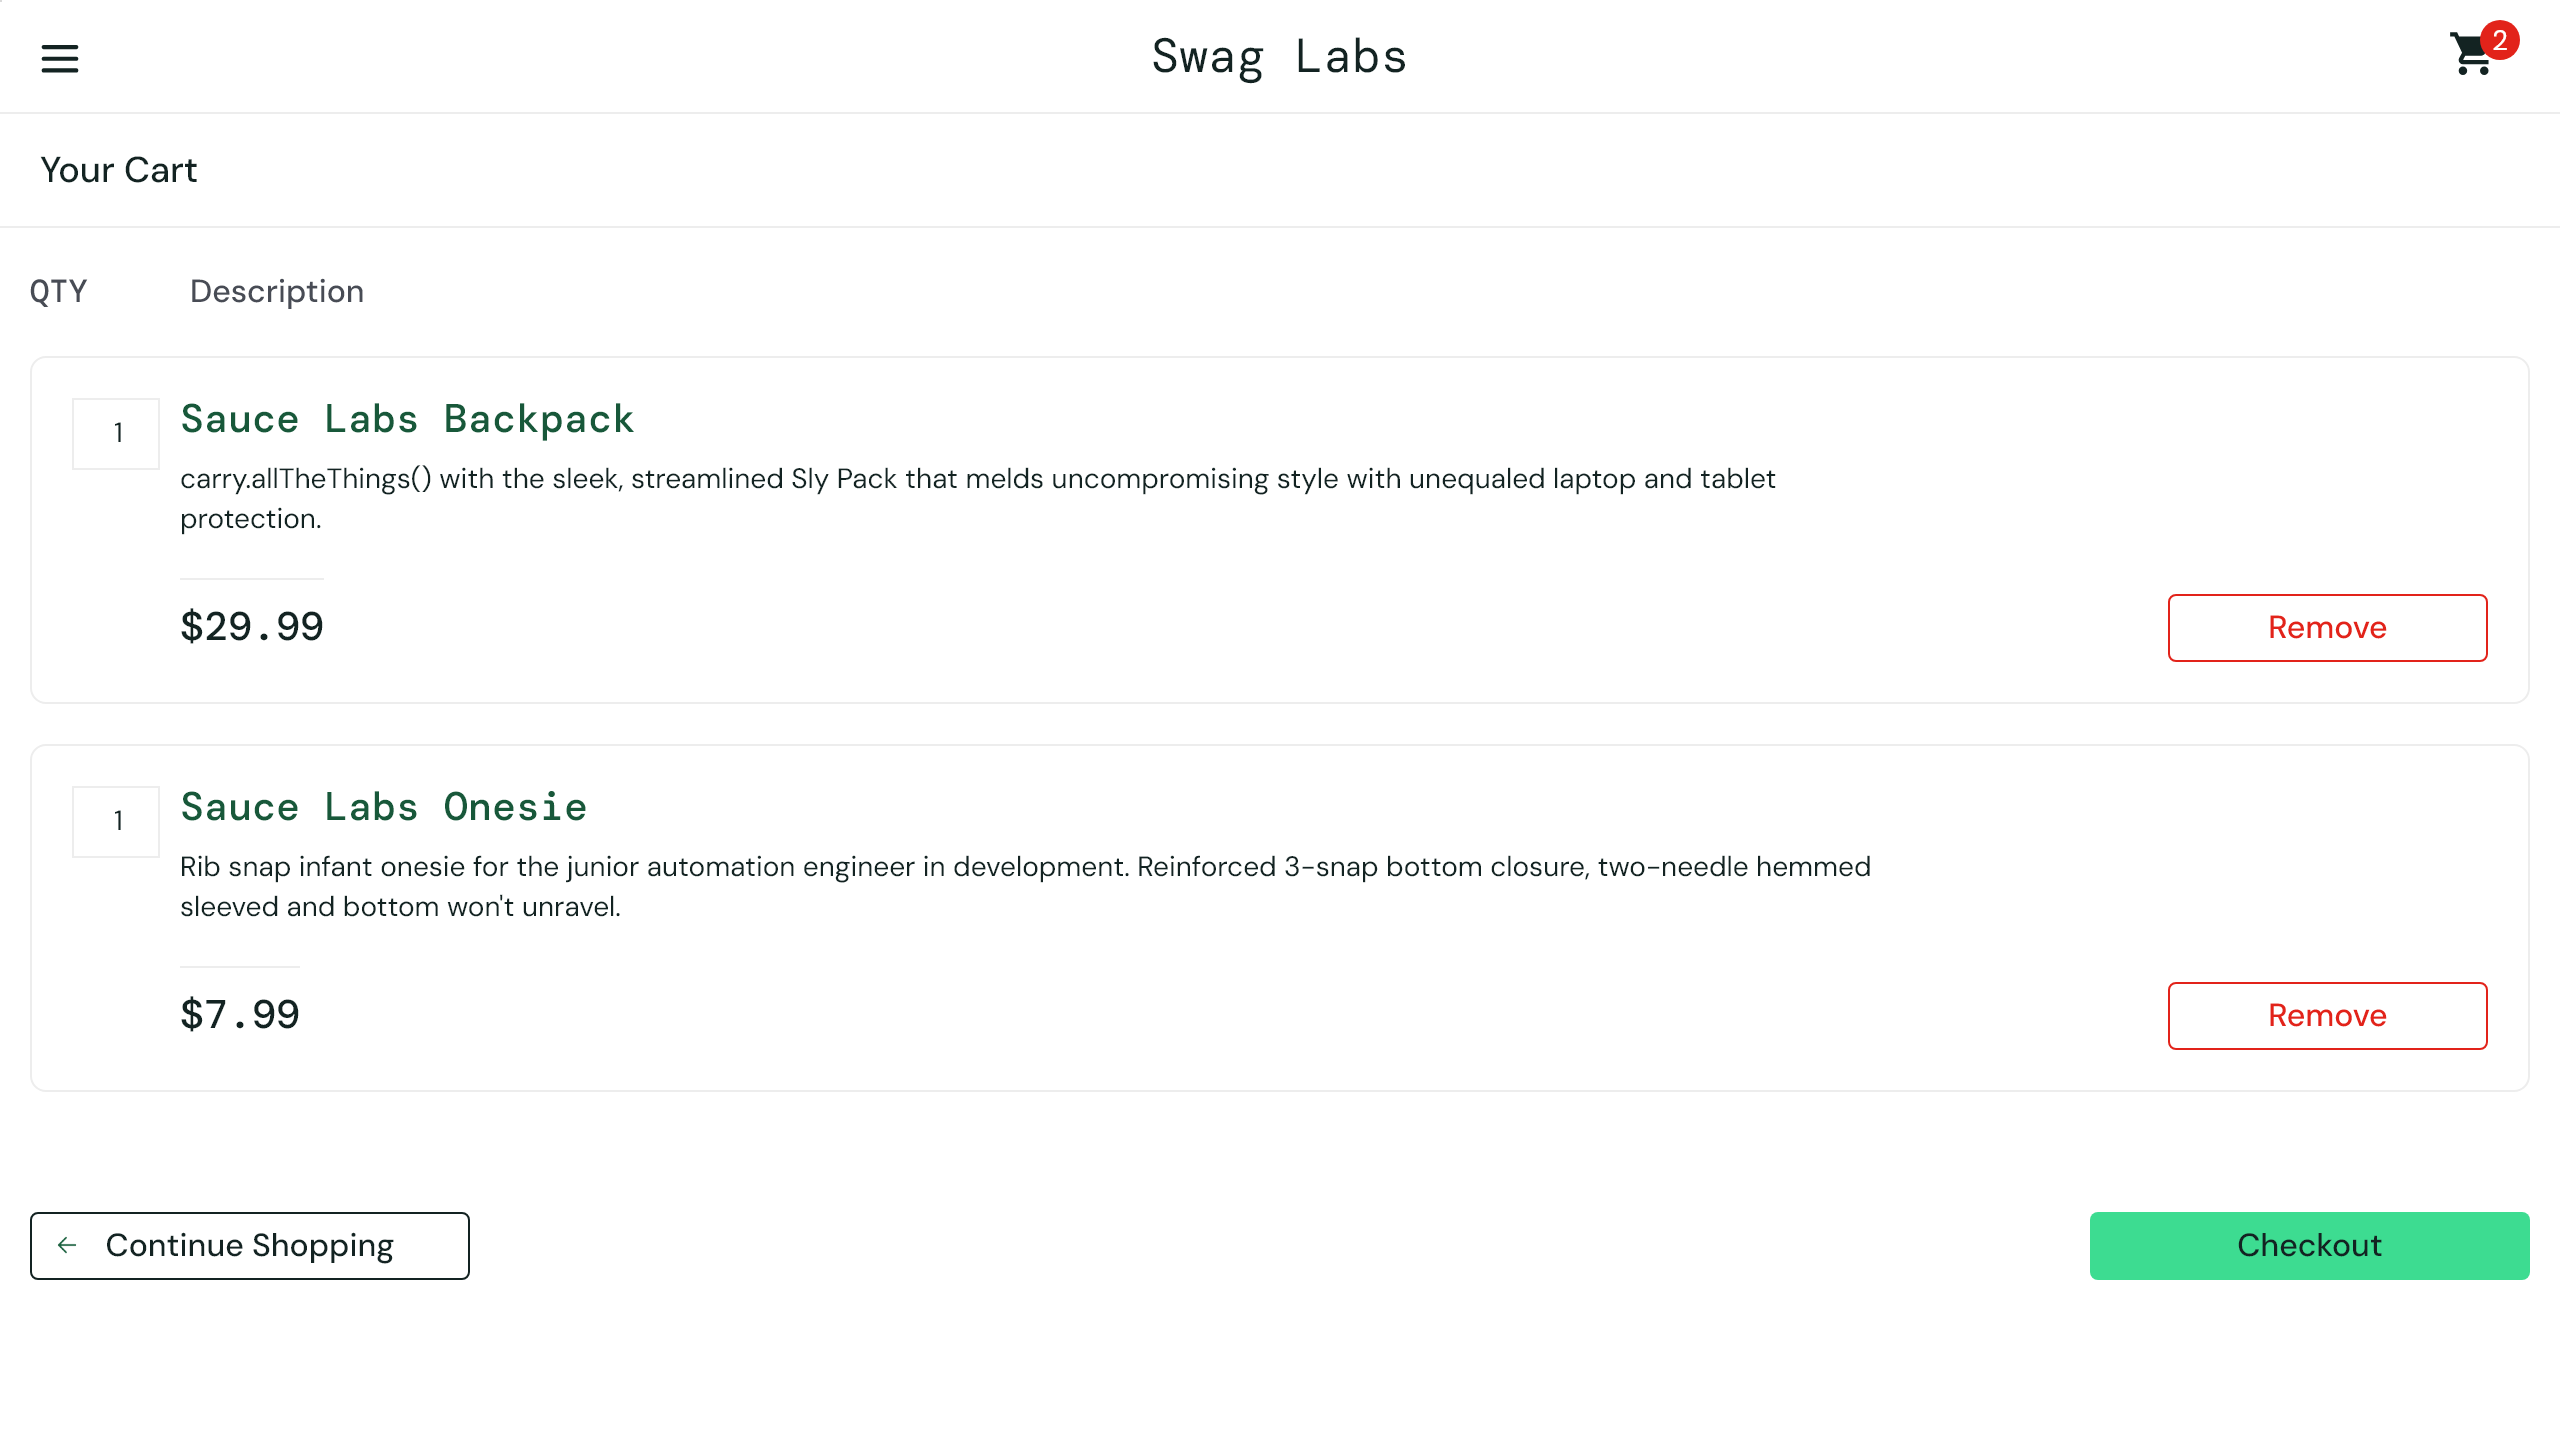 Swag Labs
2
Your Cart
QTY
Description
1
Sauce Labs Backpack
carry.allTheThings() with the sleek, streamlined Sly Pack that melds uncompromising style with unequaled laptop and tablet
protection.
$29.99
Remove
1
Sauce Labs Onesie
Rib snap infant onesie for the junior automation engineer in development. Reinforced 3-snap bottom closure, two-needle hemmed
sleeved and bottom won't unravel.
$7.99
Remove
Continue Shopping
Checkout